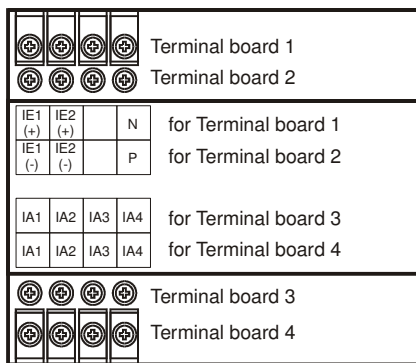 Terminal board 1
Terminal board 2
IE1 (+) IE2 (+) N for Terminal board 1
IE1 (-) IE2 (-) P for Terminal board 2
IA1 IA2 IA3 IA4 for Terminal board 3
IA1 IA2 IA3 IA4 for Terminal board 4
Terminal board 3
Terminal board 4